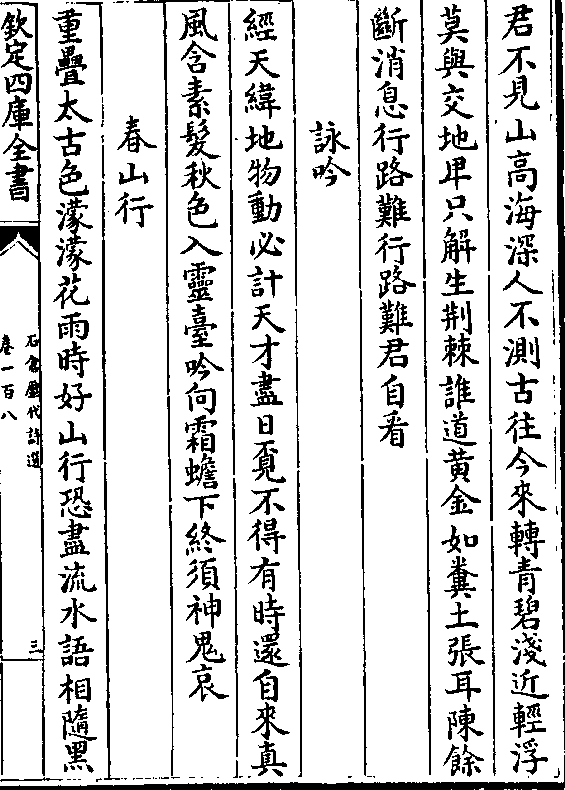 君不見山高海深人不測古往今來轉青碧淺近輕浮
莫與交地卑只解生荆棘誰道黄金如糞土張耳陳餘
斷消息行路難行路難君自看
詠吟
經天緯地物動必計天才盡日覔不得有時還自來真
風含素髮秋色入靈臺吟向霜蟾下終須神鬼哀
春山行
重疊太古色濛濛花雨時好山行恐盡流水語相隨黑
欽定四庫全書
石倉歷代詩選
卷一百八
三